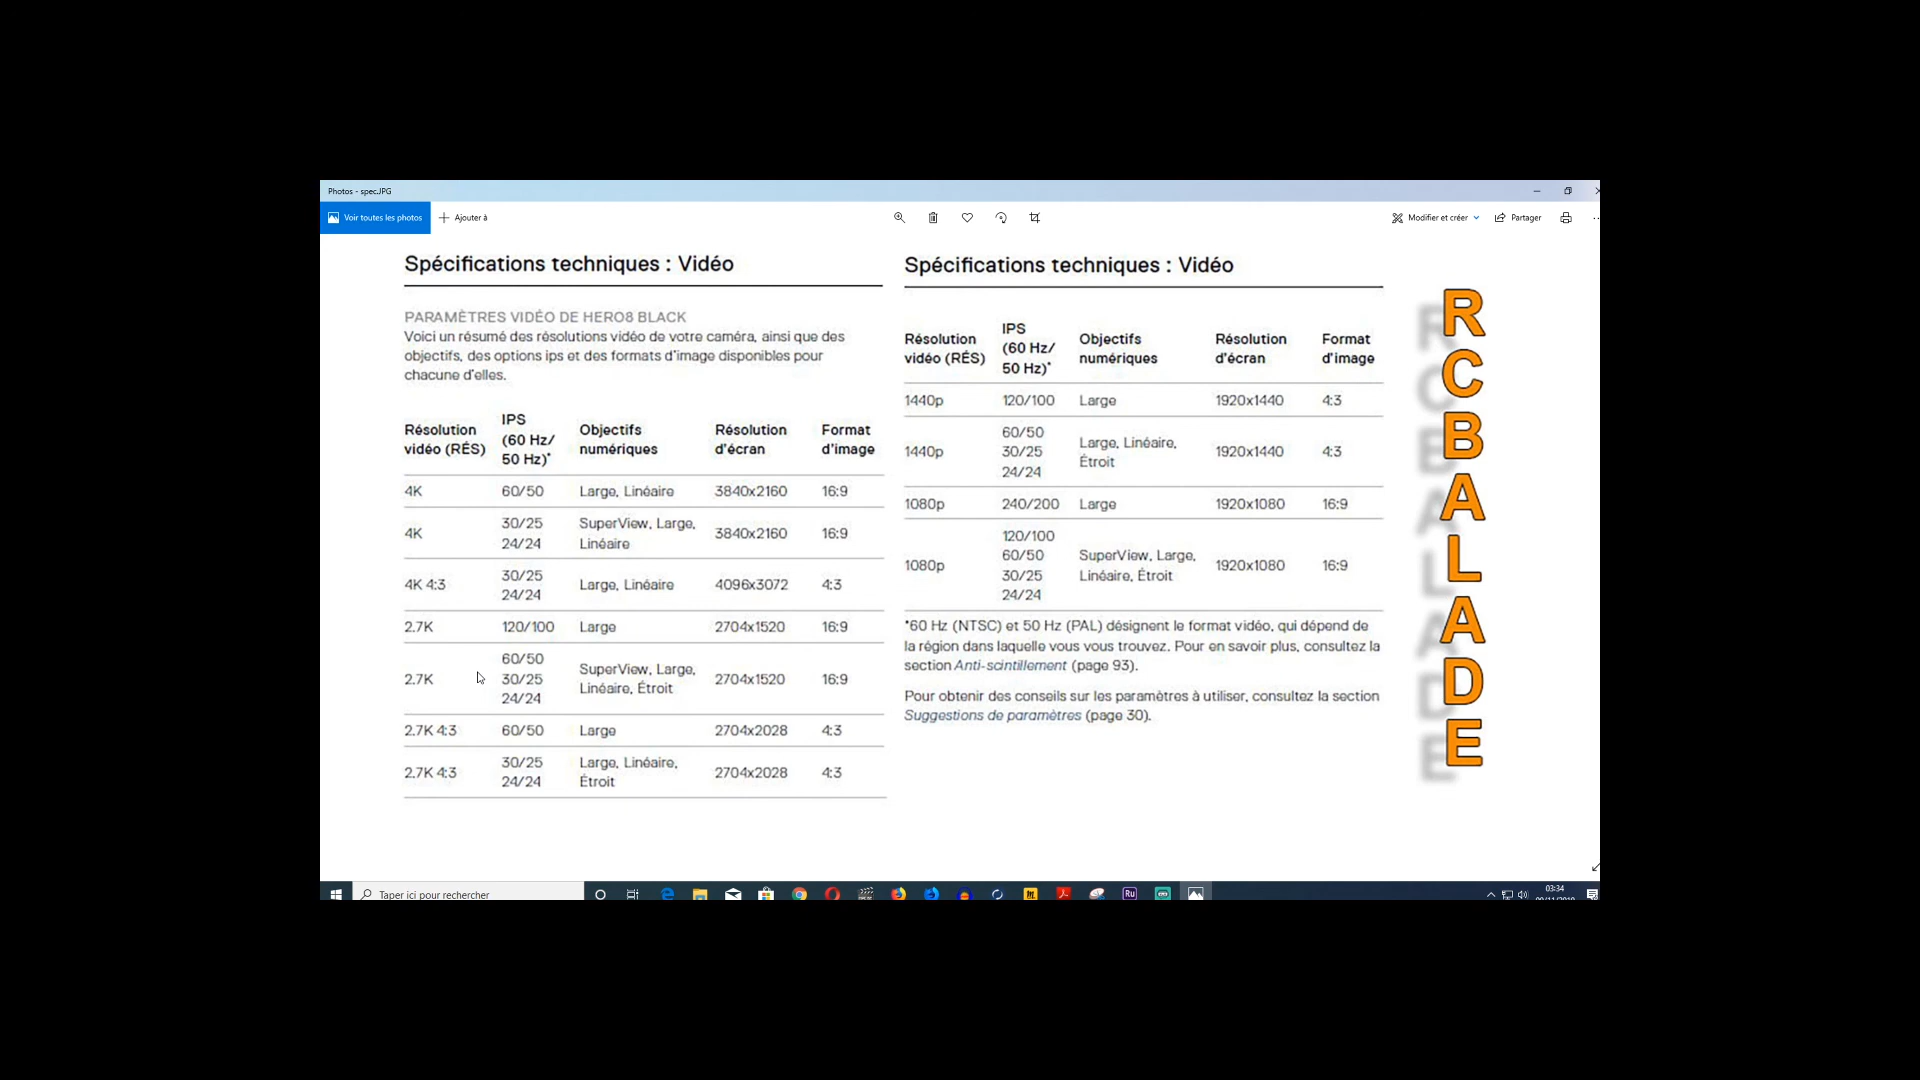 Photos - spec.JPG
Voir toutes les photos
Ajouter à
Modifier et créer
Partager
Spécifications techniques : Vidéo
PARAMÈTRES VIDÉO DE HERO8 BLACK
Voici un résumé des résolutions vidéo de votre caméra, ainsi que des
objectifs, des options ips et des formats d'image disponibles pour
chacune d'elles.
Résolution vidéo (RÉS) IPS (60 Hz/ 50 Hz)* Objectifs numériques Résolution d'écran Format d'image
4K 60/50 Large, Linéaire 3840x2160 16:9
4K 30/25 24/24 SuperView, Large, Linéaire 3840x2160 16:9
4K 4:3 30/25 24/24 Large, Linéaire 4096x3072 4:3
2.7K 120/100 Large 2704x1520 16:9
2.7K 60/50 30/25 24/24 SuperView, Large, Linéaire, Étroit 2704x1520 16:9
2.7K 4:3 60/50 Large 2704x2028 4:3
2.7K 4:3 30/25 24/24 Large, Linéaire, Étroit 2704x2028 4:3
Spécifications techniques : Vidéo
Résolution vidéo (RÉS) IPS (60 Hz/ 50 Hz)* Objectifs numériques Résolution d'écran Format d'image
1440p 120/100 Large 1920x1440 4:3
1440p 60/50 30/25 24/24 Large, Linéaire, Étroit 1920x1440 4:3
1080p 240/200 Large 1920x1080 16:9
1080p 120/100 60/50 30/25 24/24 SuperView, Large, Linéaire, Étroit 1920x1080 16:9
*60 Hz (NTSC) et 50 Hz (PAL) désignent le format vidéo, qui dépend de
la région dans laquelle vous vous trouvez. Pour en savoir plus, consultez la
section Anti-scintillement (page 93).
Pour obtenir des conseils sur les paramètres à utiliser, consultez la section
Suggestions de paramètres (page 30).
RCBALADE
Taper ici pour rechercher
Ru
03:34